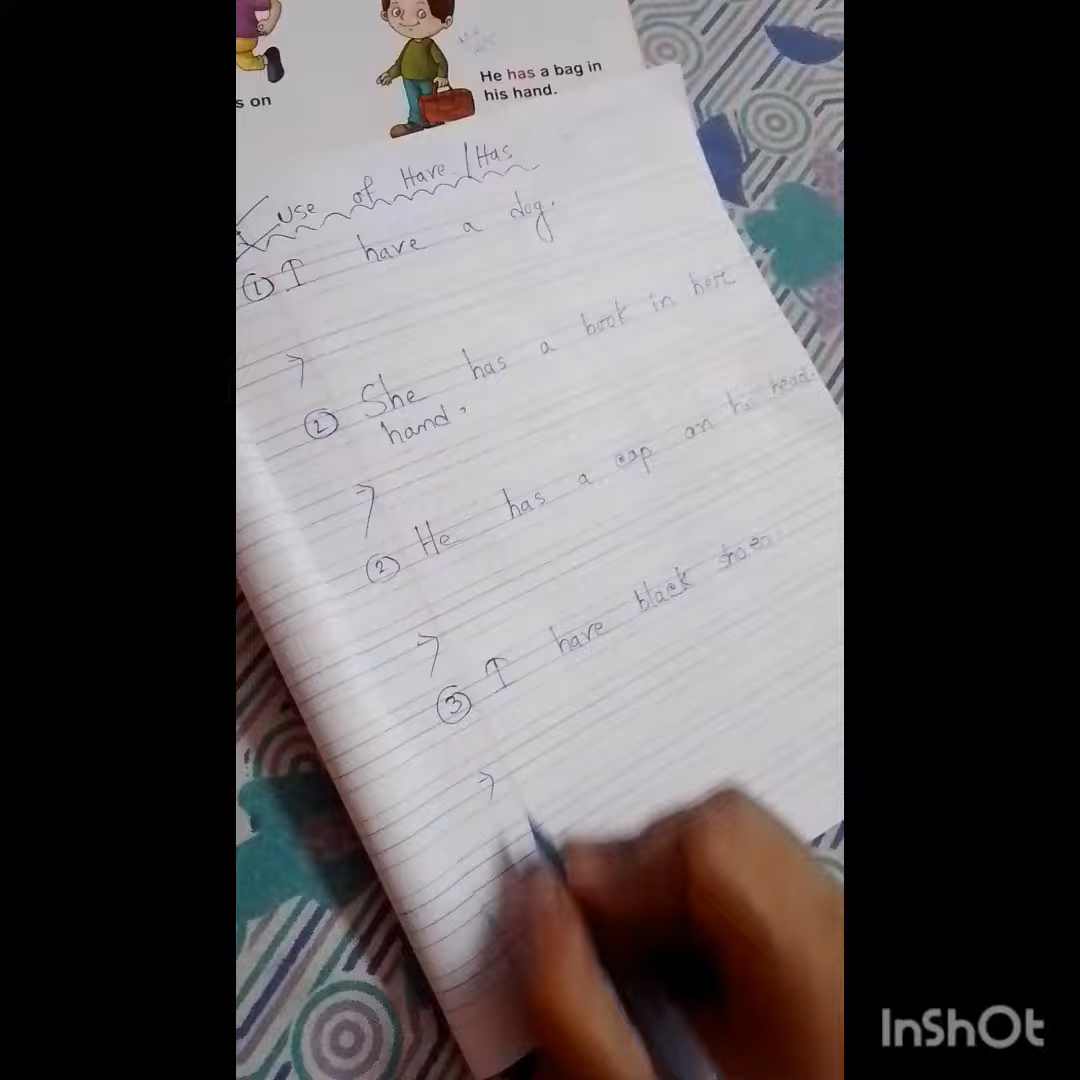 s on
He has a bag in
his hand.
Use of Have / Has
① I have a dog.
② She has a book in her
hand.
② He has a cap on his head.
③ I have black shoes.
InShOt